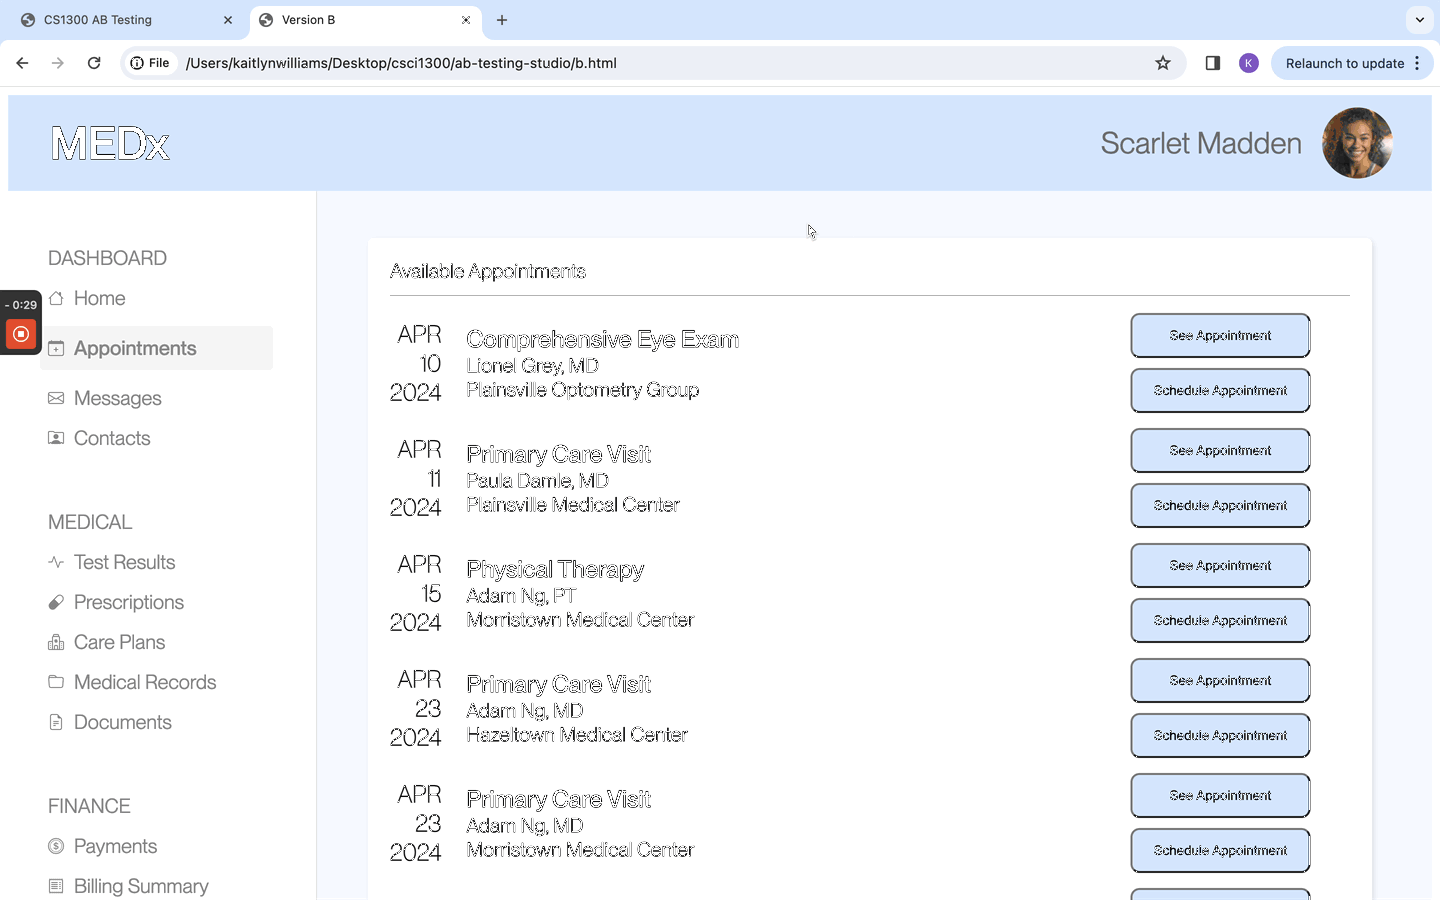 CS1300 AB Testing
Version B
File
/Users/kaitlynwilliams/Desktop/csci1300/ab-testing-studio/b.html
K
Relaunch to update
MEDx
Scarlet Madden
DASHBOARD
Home
Appointments
Messages
Contacts
MEDICAL
Test Results
Prescriptions
Care Plans
Medical Records
Documents
FINANCE
Payments
Billing Summary
- 0:29
Available Appointments
APR
10
2024
Comprehensive Eye Exam
Lionel Grey, MD
Plainsville Optometry Group
See Appointment
Schedule Appointment
APR
11
2024
Primary Care Visit
Paula Damle, MD
Plainsville Medical Center
See Appointment
Schedule Appointment
APR
15
2024
Physical Therapy
Adam Ng, PT
Morristown Medical Center
See Appointment
Schedule Appointment
APR
23
2024
Primary Care Visit
Adam Ng, MD
Hazeltown Medical Center
See Appointment
Schedule Appointment
APR
23
2024
Primary Care Visit
Adam Ng, MD
Morristown Medical Center
See Appointment
Schedule Appointment